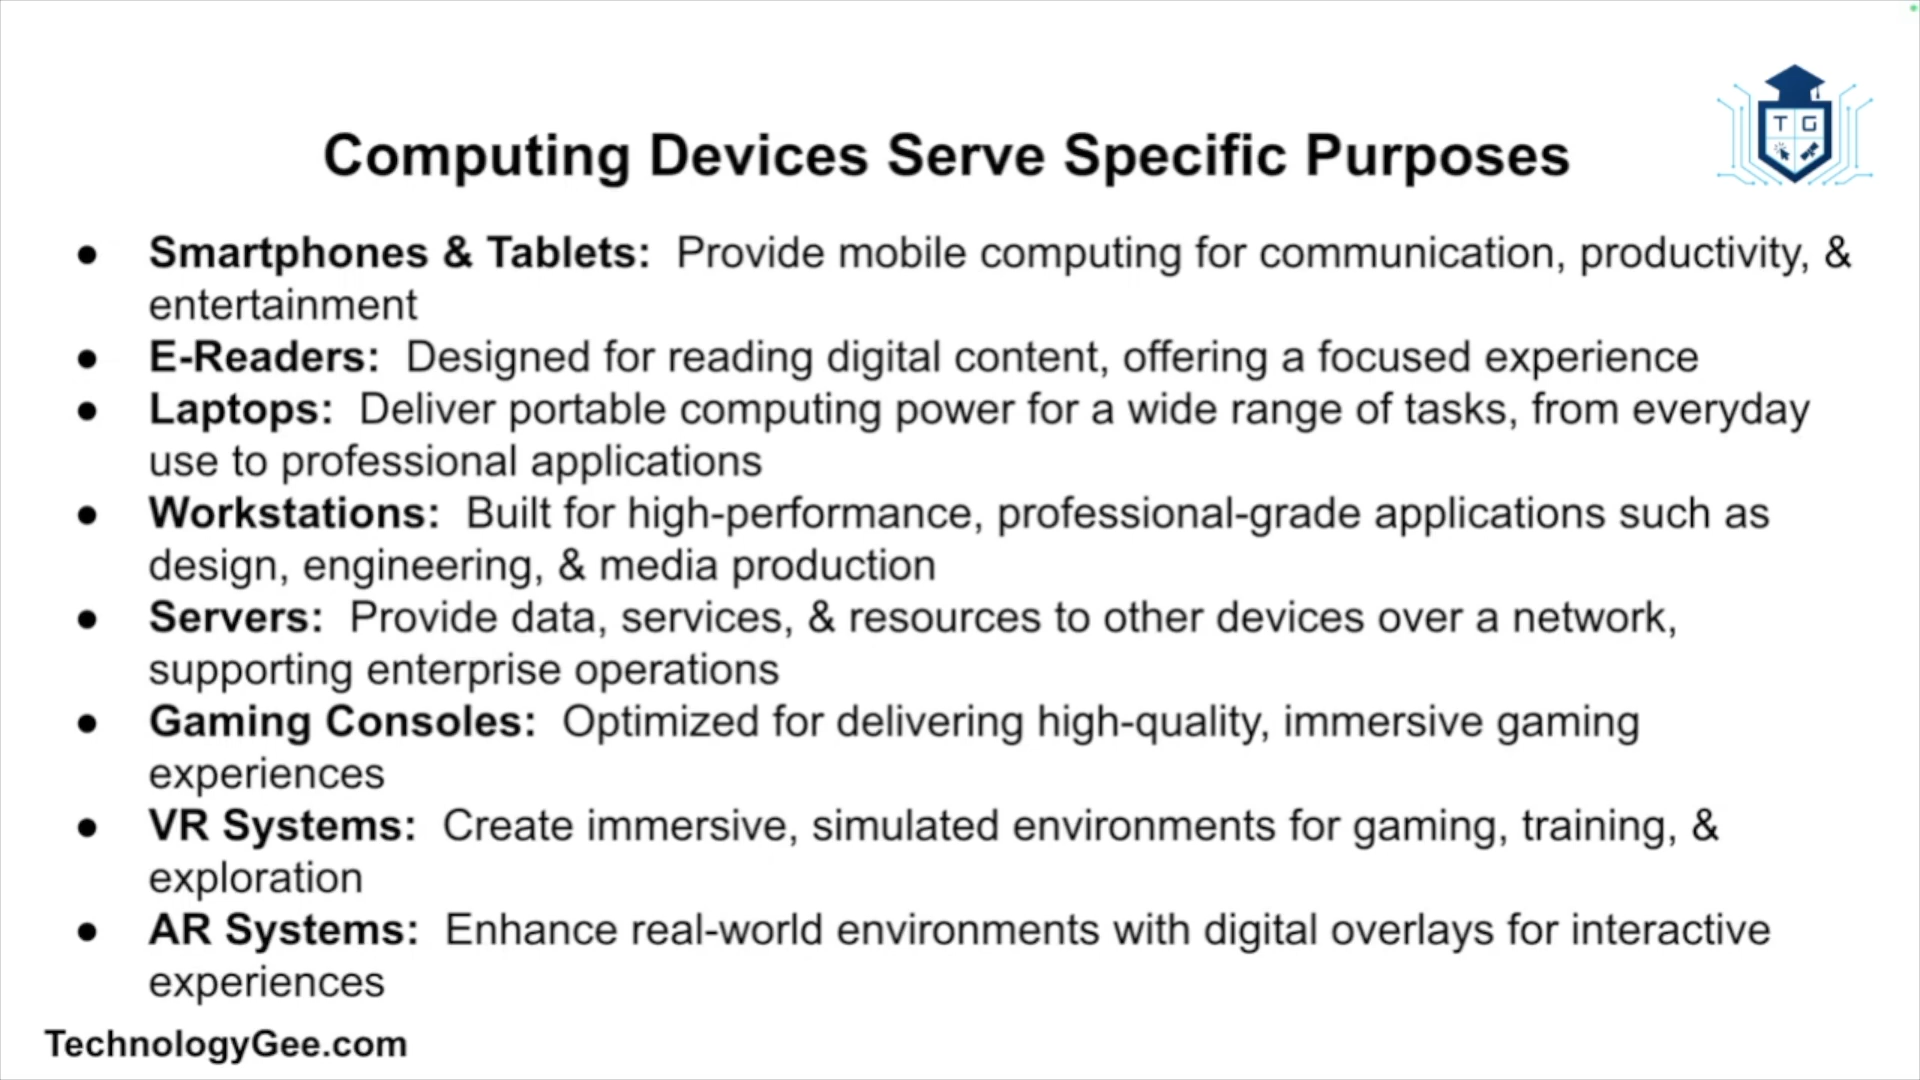 T G
Computing Devices Serve Specific Purposes
● Smartphones & Tablets: Provide mobile computing for communication, productivity, &
entertainment
● E-Readers: Designed for reading digital content, offering a focused experience
● Laptops: Deliver portable computing power for a wide range of tasks, from everyday
use to professional applications
● Workstations: Built for high-performance, professional-grade applications such as
design, engineering, & media production
● Servers: Provide data, services, & resources to other devices over a network,
supporting enterprise operations
● Gaming Consoles: Optimized for delivering high-quality, immersive gaming
experiences
● VR Systems: Create immersive, simulated environments for gaming, training, &
exploration
● AR Systems: Enhance real-world environments with digital overlays for interactive
experiences
TechnologyGee.com